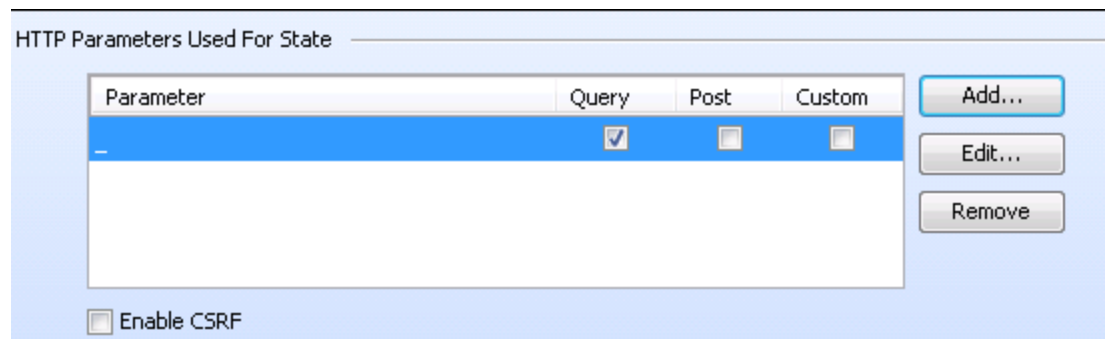 HTTP Parameters Used For State
Parameter Query Post Custom Add...
_ Edit...
Remove
Enable CSRF